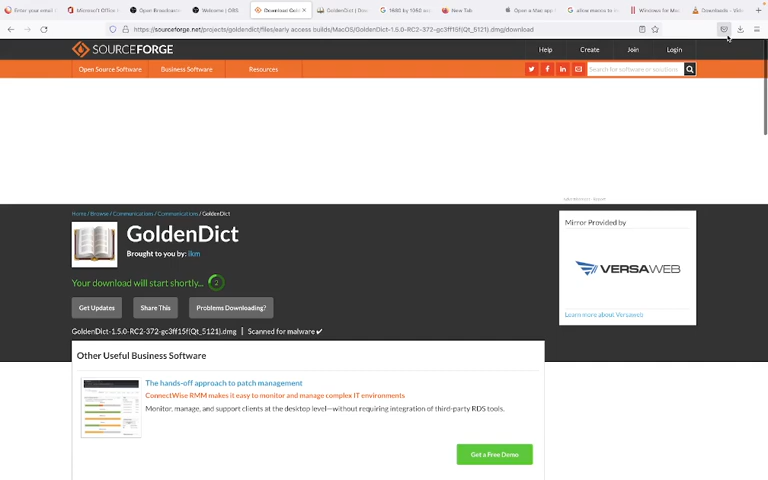 Enter your email
Microsoft Office
Open Broadcast
Welcome | OBS
Download Gold
GoldenDict | Do
1680 by 1080
New Tab
Open a Mac app
Windows for Mac
Downloads - Virt
https://sourceforge.net/projects/goldendict/files/early access build/MacOS/GoldenDict-1.5.0-RC2-372-gc3ff15f(Qt_5121).dmg/download
SOURCEFORGE
Help Create Join Login
Open Source Software Business Software Resources
Search for software or solutions
Home / Browse / Communications / Communications / GoldenDict
GoldenDict
Brought to you by: ikm
Your download will start shortly... 2
Get Updates Share This Problems Downloading?
GoldenDict-1.5.0-RC2-372-gc3ff15f(Qt_5121).dmg | Scanned for malware ✔
Mirror Provided by
VERSAWEB
Learn more about Versaweb
Other Useful Business Software
The hands-off approach to patch management
ConnectWise RMM makes it easy to monitor and manage complex IT environments
Monitor, manage, and support clients at the desktop level—without requiring integration of third-party RDS tools.
Get a Free Demo